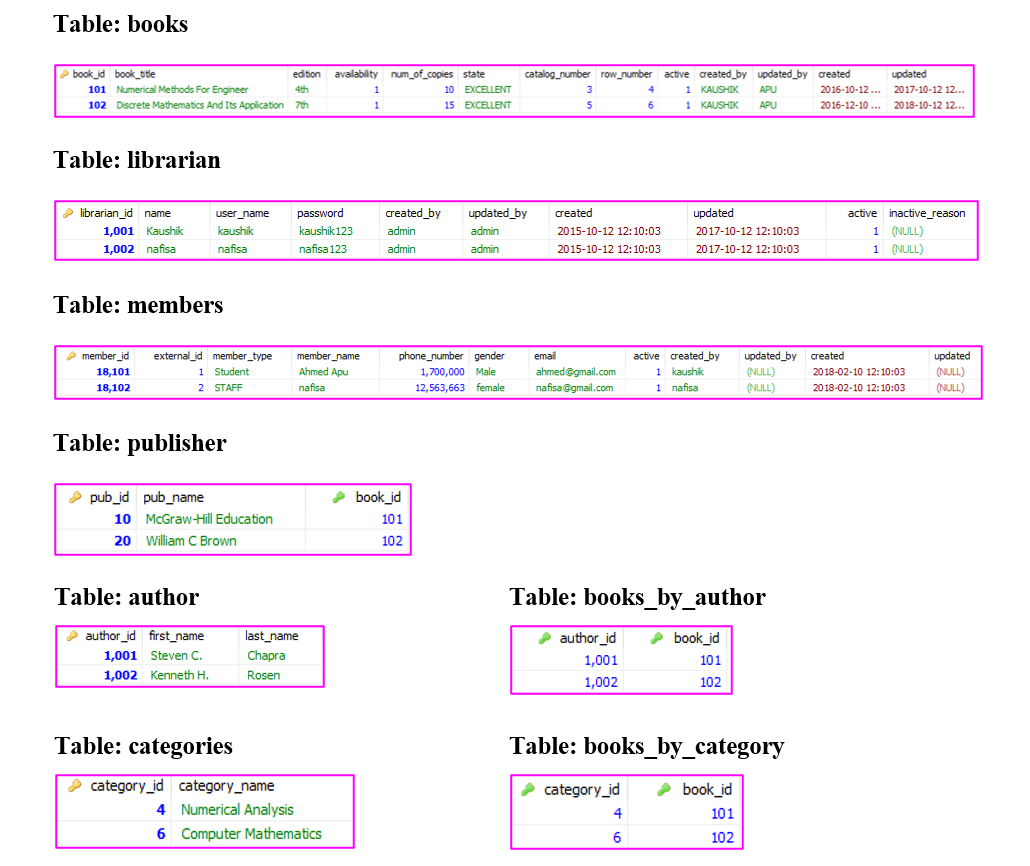 Table: books
book_id book_title edition availability num_of_copies state catalog_number row_number active created_by updated_by created updated
101 Numerical Methods For Engineer 4th 1 10 EXCELLENT 3 4 1 KAUSHIK APU 2016-10-12 ... 2017-10-12 12...
102 Discrete Mathematics And Its Application 7th 1 15 EXCELLENT 5 6 1 KAUSHIK APU 2016-12-10 ... 2018-10-12 12...
Table: librarian
librarian_id name user_name password created_by updated_by created updated active inactive_reason
1,001 Kaushik kaushik kaushik123 admin admin 2015-10-12 12:10:03 2017-10-12 12:10:03 1 (NULL)
1,002 nafisa nafisa nafisa123 admin admin 2015-10-12 12:10:03 2017-10-12 12:10:03 1 (NULL)
Table: members
member_id external_id member_type member_name phone_number gender email active created_by updated_by created updated
18,101 1 Student Ahmed Apu 1,700,000 Male ahmed@gmail.com 1 kaushik (NULL) 2018-02-10 12:10:03 (NULL)
18,102 2 STAFF nafisa 12,563,663 female nafisa@gmail.com 1 nafisa (NULL) 2018-02-10 12:10:03 (NULL)
Table: publisher
pub_id pub_name book_id
10 McGraw-Hill Education 101
20 William C Brown 102
Table: author
author_id first_name last_name
1,001 Steven C. Chapra
1,002 Kenneth H. Rosen
Table: books_by_author
author_id book_id
1,001 101
1,002 102
Table: categories
category_id category_name
4 Numerical Analysis
6 Computer Mathematics
Table: books_by_category
category_id book_id
4 101
6 102